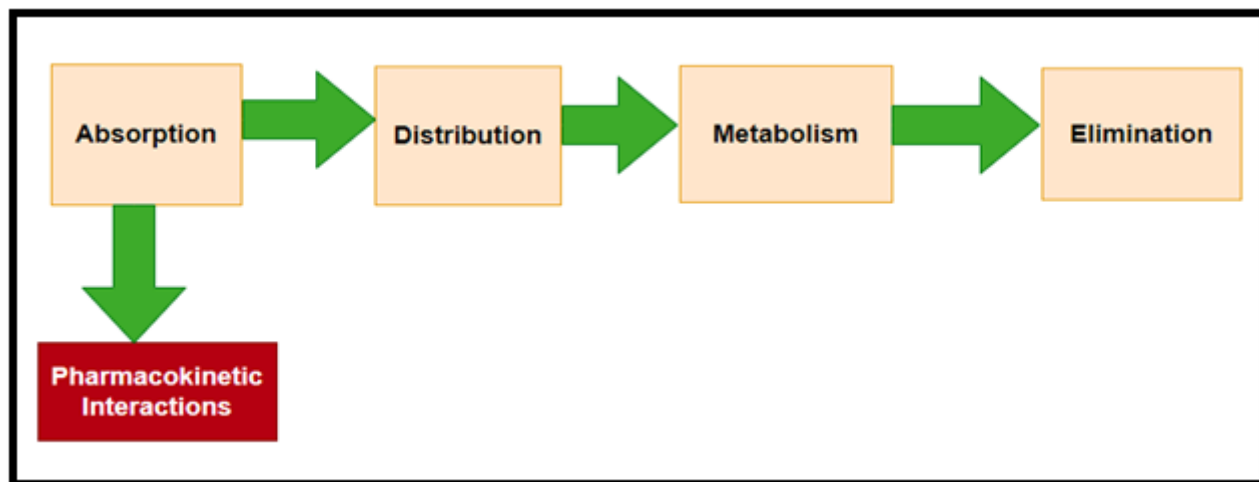 Absorption
Distribution
Metabolism
Elimination
Pharmacokinetic
Interactions